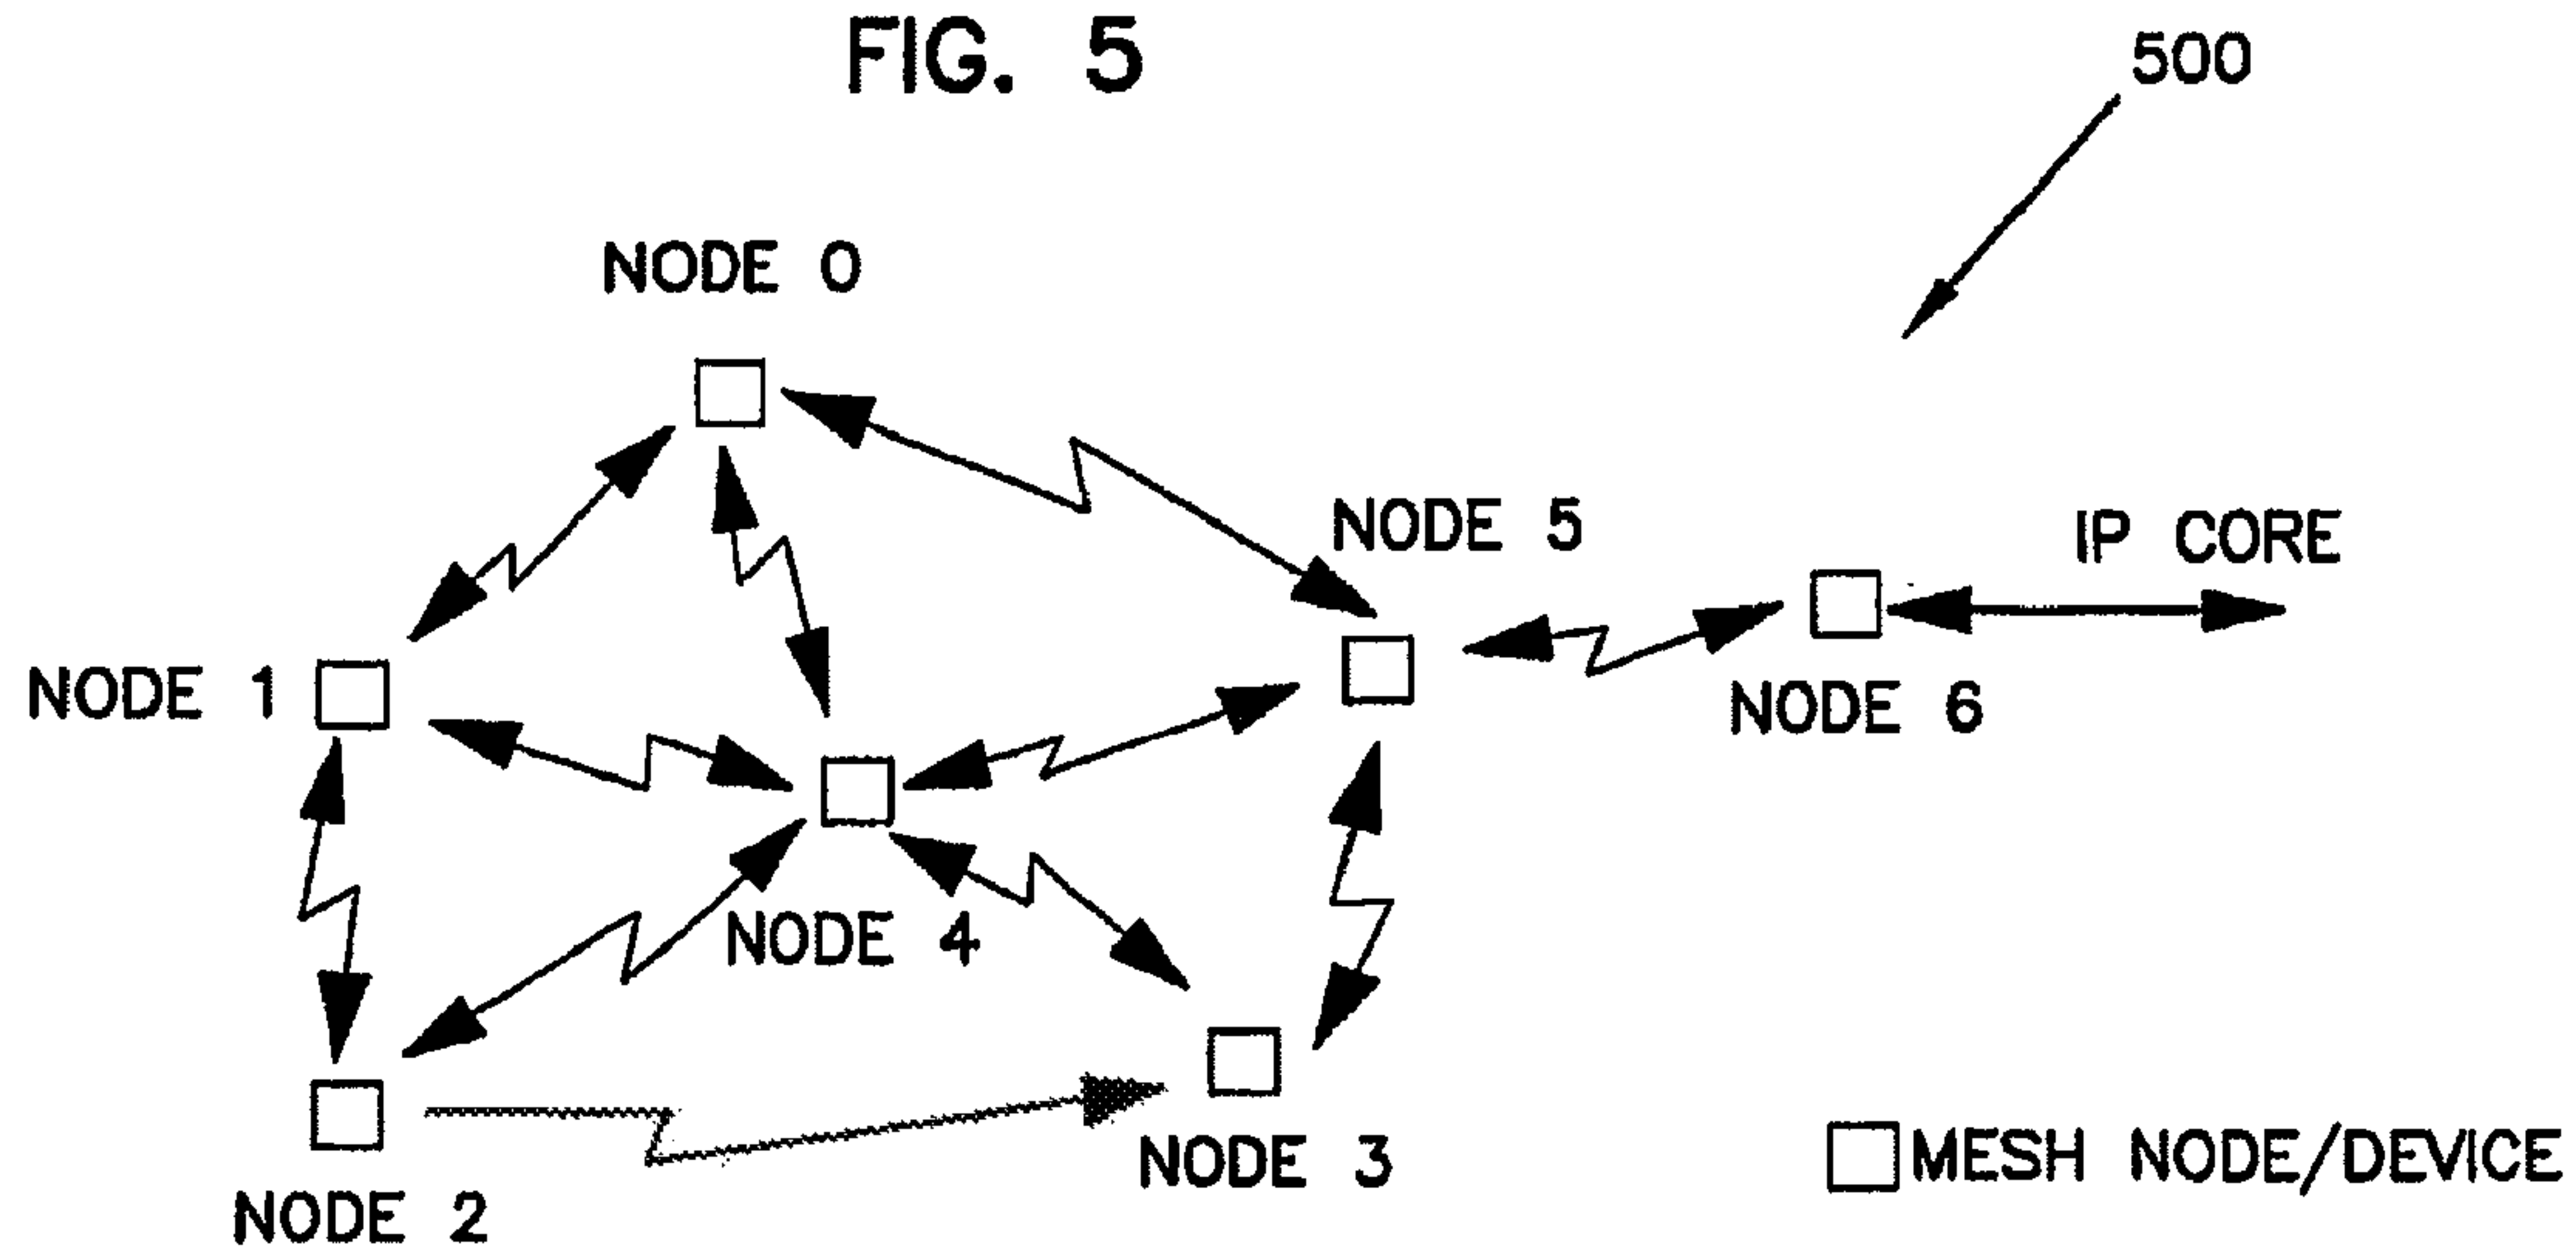 FIG. 5
500
NODE 0
NODE 5
IP CORE
NODE 1
NODE 6
NODE 4
NODE 3
MESH NODE/DEVICE
NODE 2